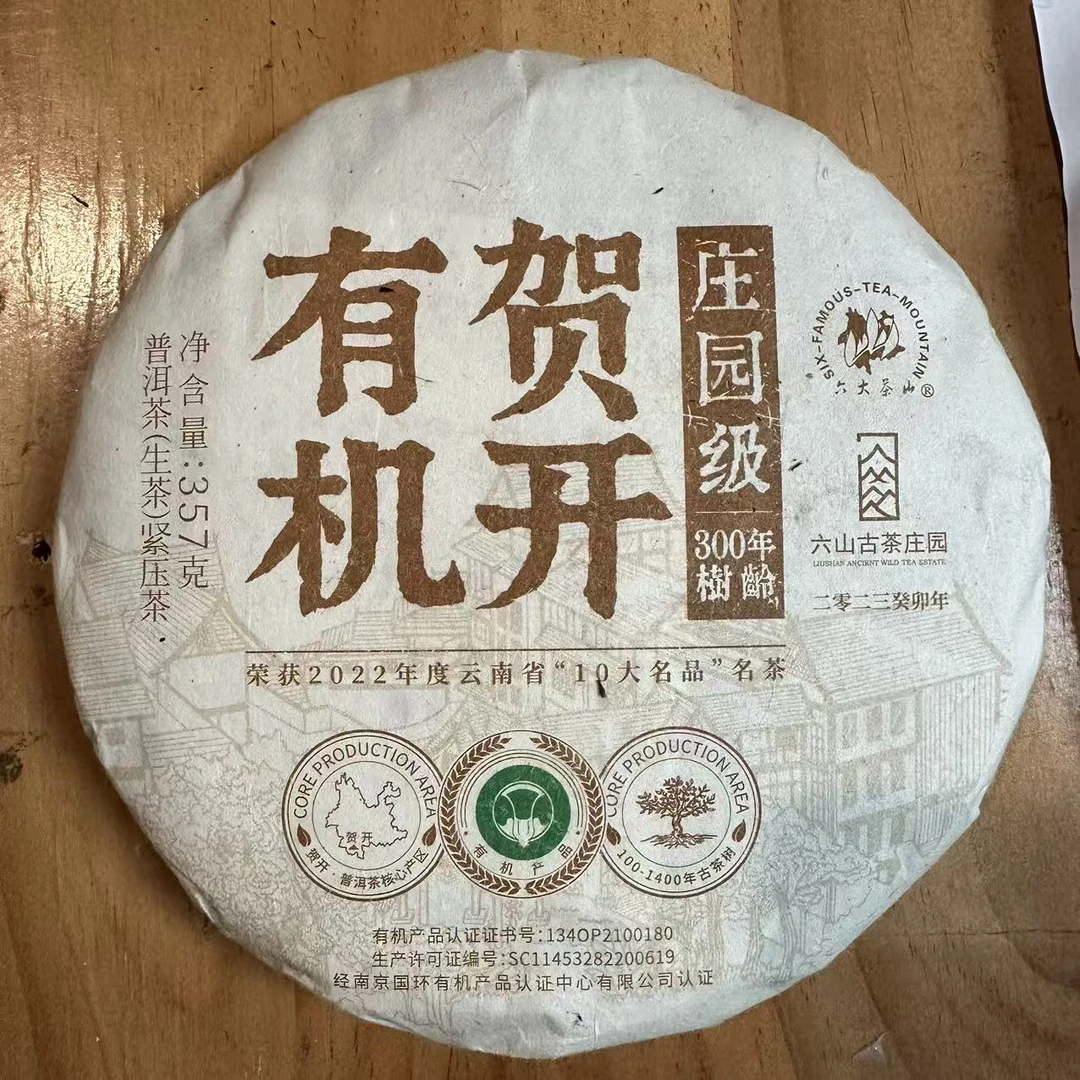 贺开
有机
庄园级
300年
樹齡
净含量:357克
普洱茶(生茶)紧压茶
SIX-FAMOUS-TEA-MOUNTAIN
六大茶山®
六山古茶庄园
LIUSHAN ANCIENT WILD TEA ESTATE
二零二三癸卯年
荣获2022年度云南省“10大名品”名茶
CORE PRODUCTION AREA
贺开
贺开·普洱茶核心产区
有机产品
CORE PRODUCTION AREA
100-1400年古茶树
有机产品认证证书号:134OP2100180
生产许可证编号:SC11453282200619
经南京国环有机产品认证中心有限公司认证